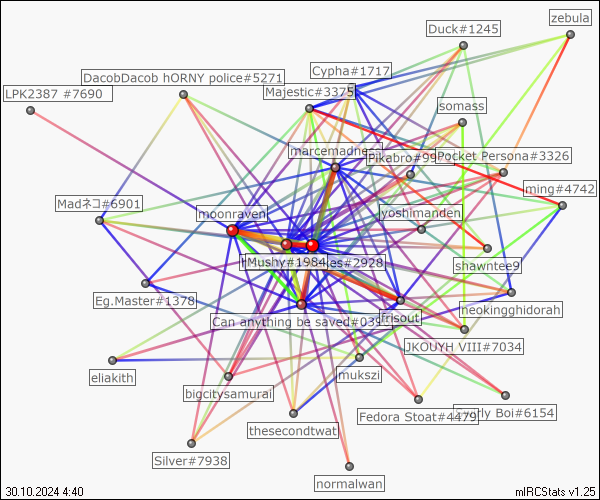 zebula
Duck#1245
Cypha#1717
DacobDacob hORNY police#5271
LPK2387 #7690
Majestic#3375
somass
marcemadness
Pikabro#99
Pocket Persona#3326
ming#4742
Madネコ#6901
moonraven
yoshimanden
Mushy#1984
es#2928
shawntee9
Eg.Master#1378
neokingghidorah
Can anything be saved#039
frisout
JKOUYH VIII#7034
eliakith
mukszi
bigcitysamurai
Fedora Stoat#4479
Boi#6154
thesecondtwat
Silver#7938
normalwan
30.10.2024 4:40
mIRCStats v1.25